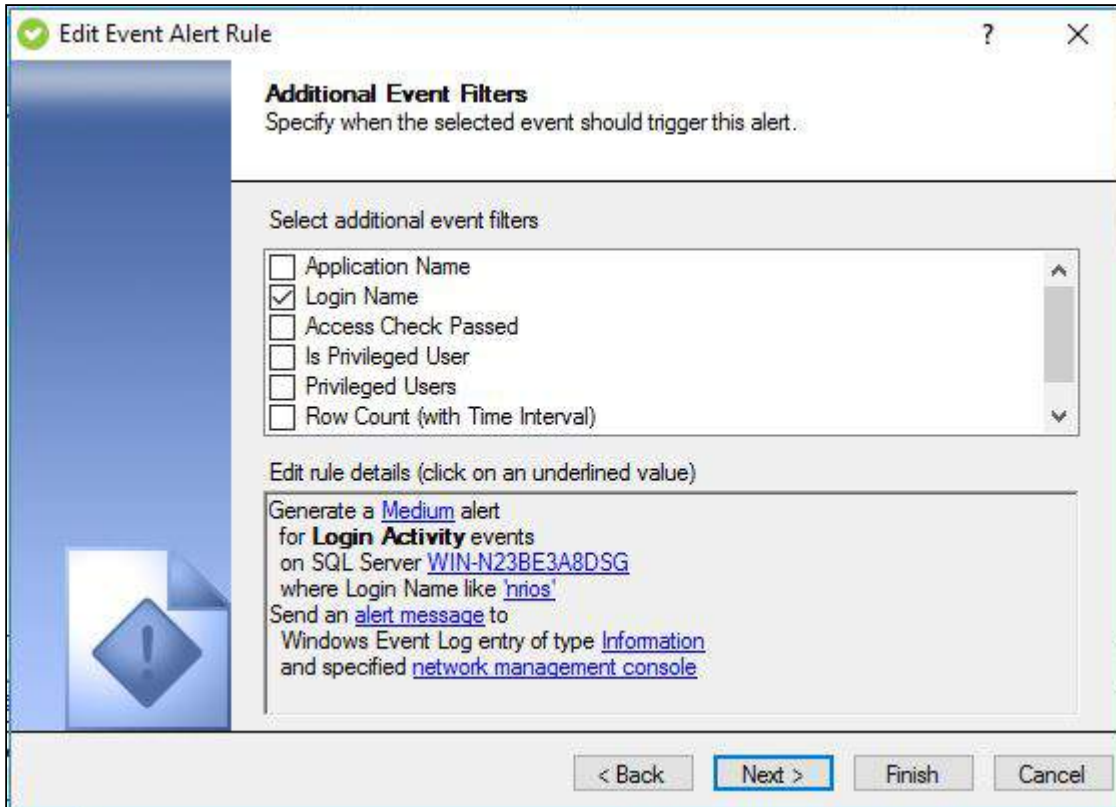 Edit Event Alert Rule
?
Additional Event Filters
Specify when the selected event should trigger this alert.
Select additional event filters
Application Name
Login Name
Access Check Passed
Is Privileged User
Privileged Users
Row Count (with Time Interval)
Edit rule details (click on an underlined value)
Generate a Medium alert
for Login Activity events
on SQL Server WIN-N23BE3A8DSG
where Login Name like 'nrios'
Send an alert message to
Windows Event Log entry of type Information
and specified network management console
< Back Next > Finish Cancel